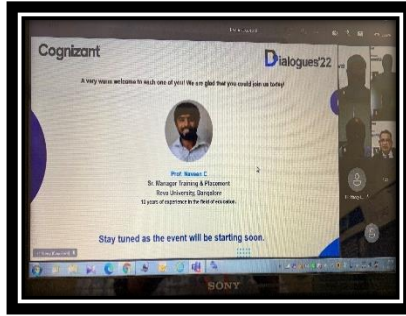 Cognizant
Dialogues'22
A very warm welcome to each one of you! We are glad that you could join us today!
Prof. Naveen C
Sr. Manager Training & Placement
Reva University, Bangalore
12 years of experience in the field of education.
Stay tuned as the event will be starting soon.
SONY